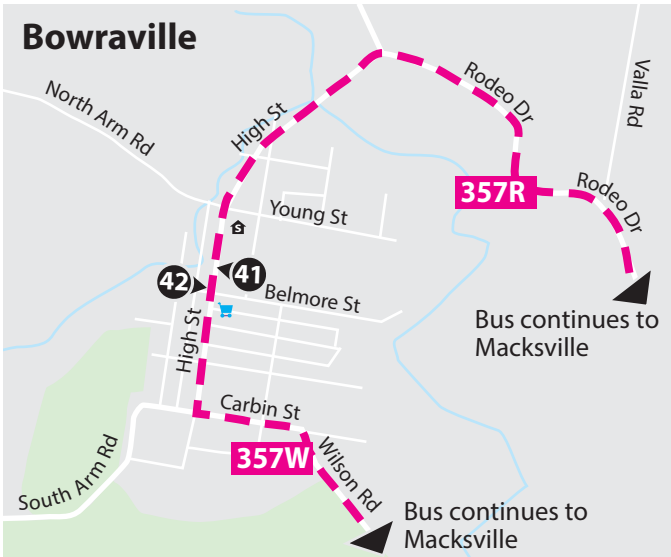 Bowraville
North Arm Rd
High St
Rodeo Dr
Valla Rd
357R
Rodeo Dr
Young St
S
41
42
Belmore St
High St
Bus continues to
Macksville
Carbin St
357W
Wilson Rd
South Arm Rd
Bus continues to
Macksville